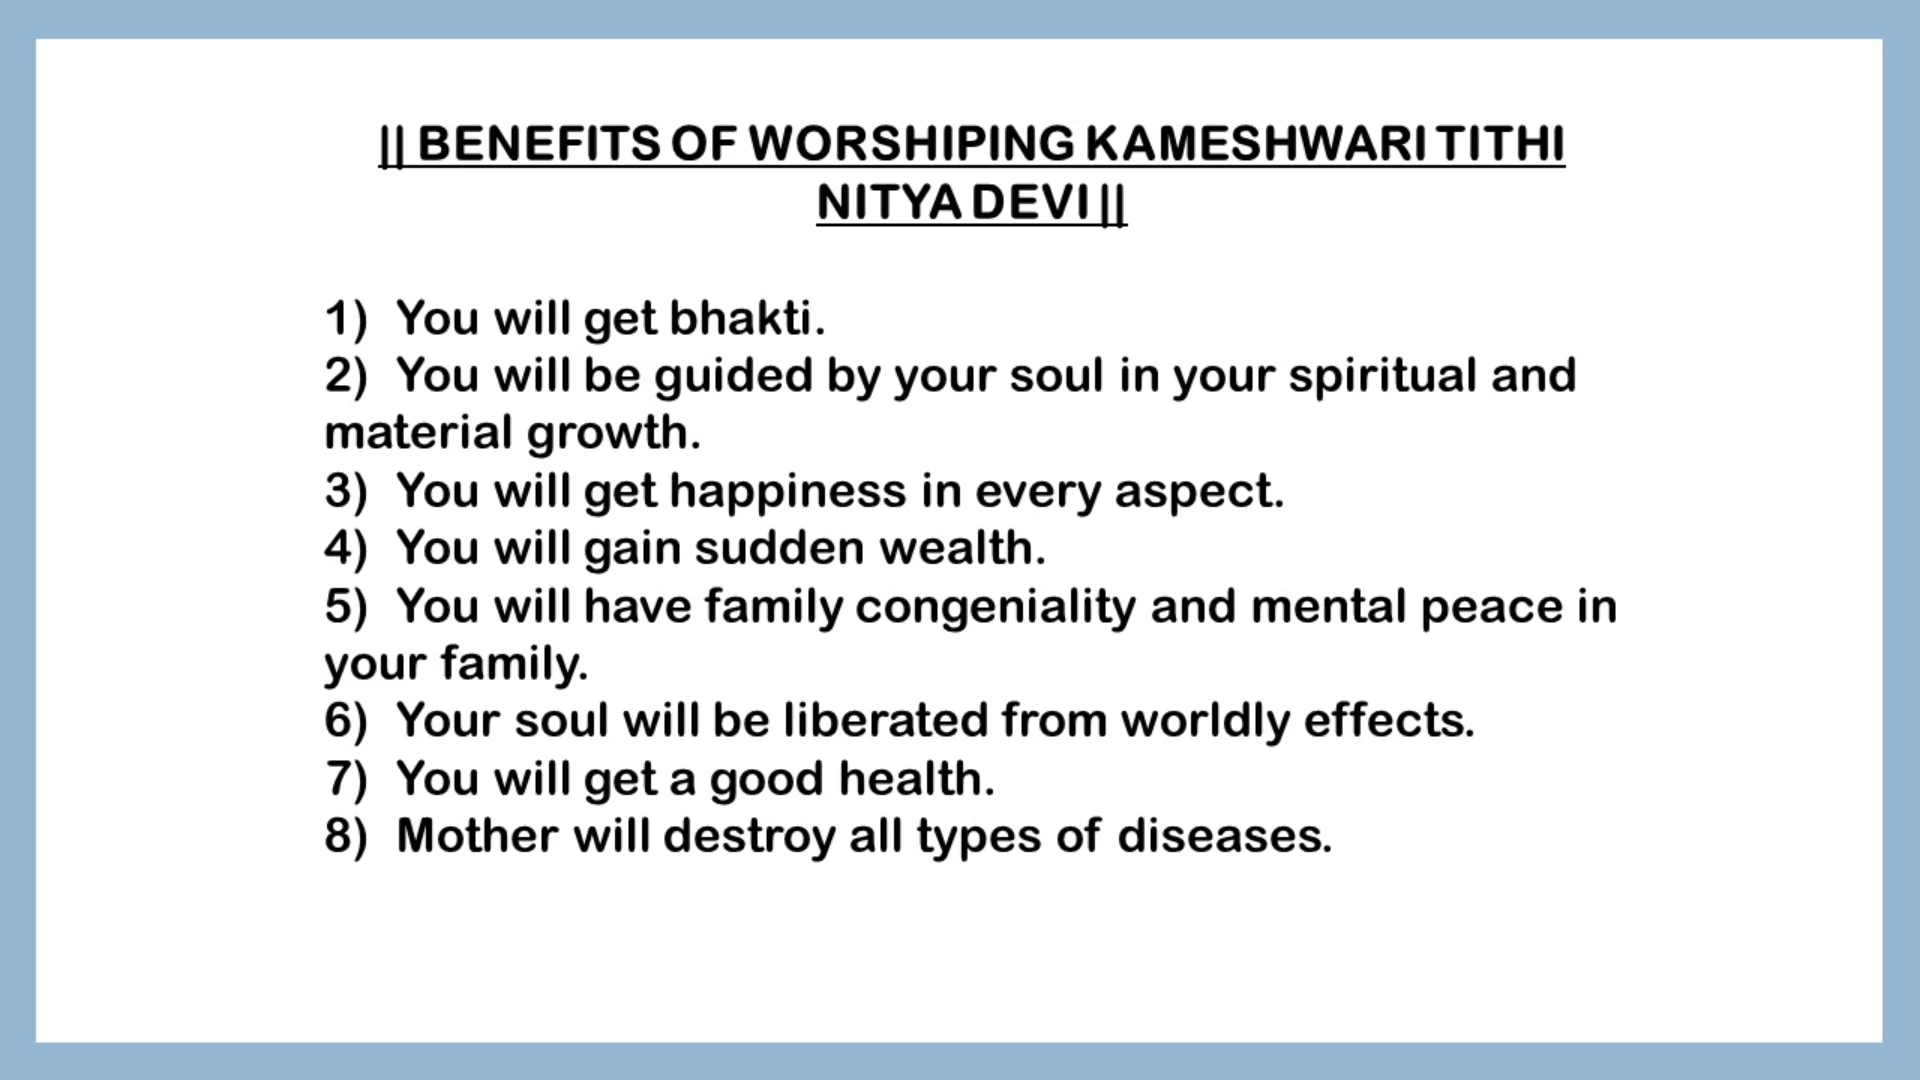 || BENEFITS OF WORSHIPING KAMESHWARI TITHI
NITYA DEVI ||
1) You will get bhakti.
2) You will be guided by your soul in your spiritual and
material growth.
3) You will get happiness in every aspect.
4) You will gain sudden wealth.
5) You will have family congeniality and mental peace in
your family.
6) Your soul will be liberated from worldly effects.
7) You will get a good health.
8) Mother will destroy all types of diseases.